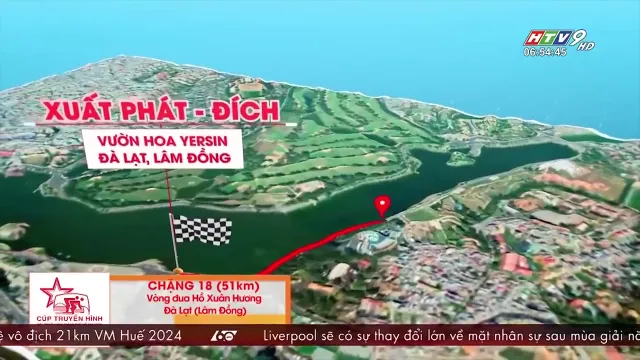 HTV9 HD
06:54:45
XUẤT PHÁT - ĐÍCH
VƯỜN HOA YERSIN
ĐÀ LẠT, LÂM ĐỒNG
CHẶNG 18 (51km)
Vòng đua Hồ Xuân Hương
Đà Lạt (Lâm Đồng)
CÚP TRUYỀN HÌNH
ệ vô địch 21km VM Huế 2024
Liverpool sẽ có sự thay đổi lớn về mặt nhân sự sau mùa giải n